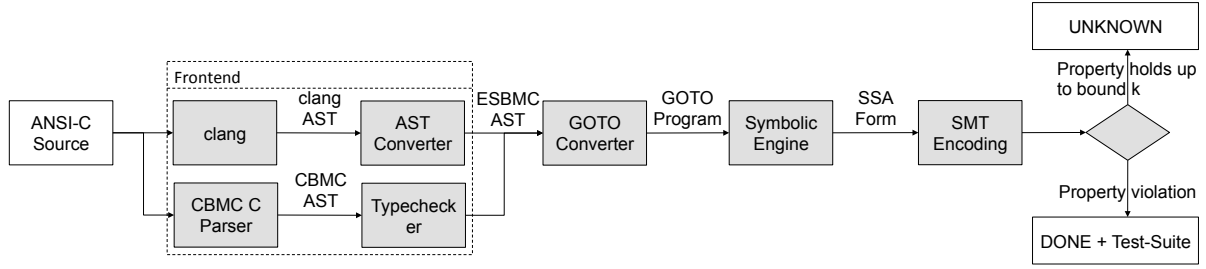 UNKNOWN
Property holds up
to bound k
Frontend
ANSI-C
Source
clang
clang
AST
AST
Converter
ESBMC
AST
GOTO
Converter
GOTO
Program
Symbolic
Engine
SSA
Form
SMT
Encoding
CBMC C
Parser
CBMC
AST
Typecheck
er
Property violation
DONE + Test-Suite